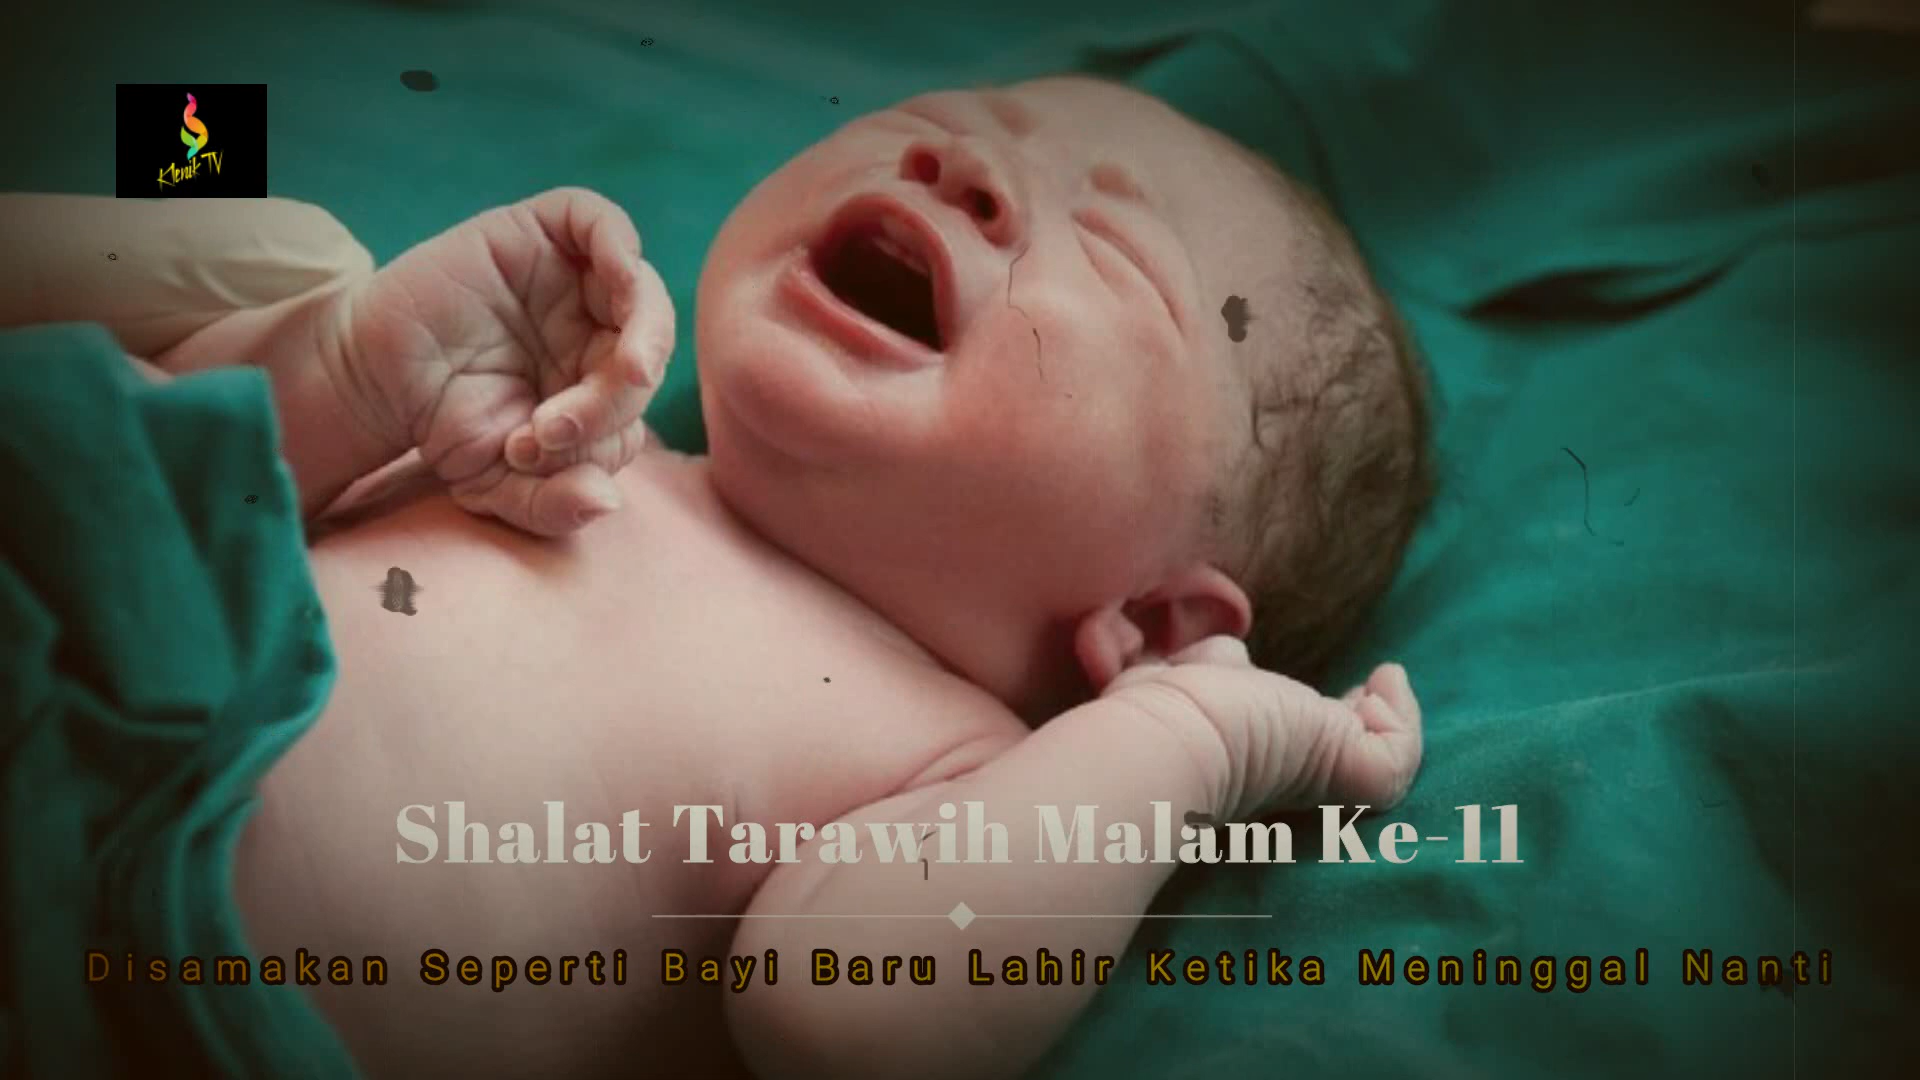 Klenik TV
Shalat Tarawih Malam Ke-11
Disamakan Seperti Bayi Baru Lahir Ketika Meninggal Nanti